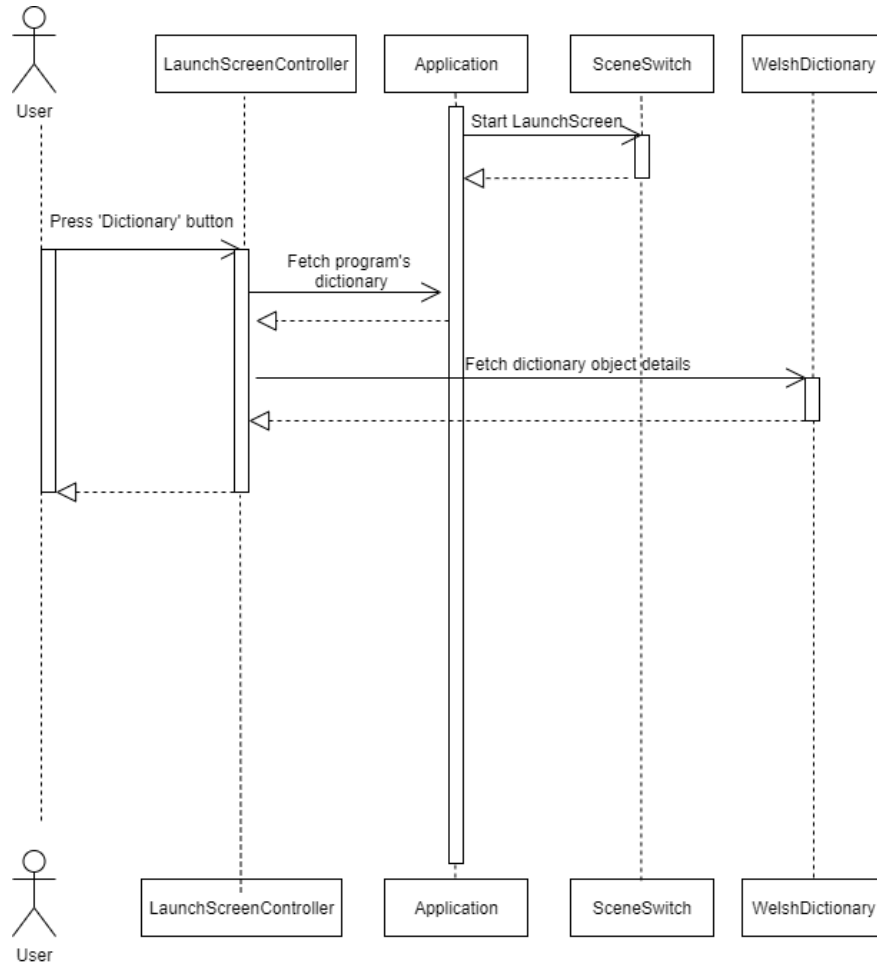 User
LaunchScreenController
Application
SceneSwitch
WelshDictionary
Start LaunchScreen
Press 'Dictionary' button
Fetch program's
dictionary
Fetch dictionary object details
User
LaunchScreenController
Application
SceneSwitch
WelshDictionary